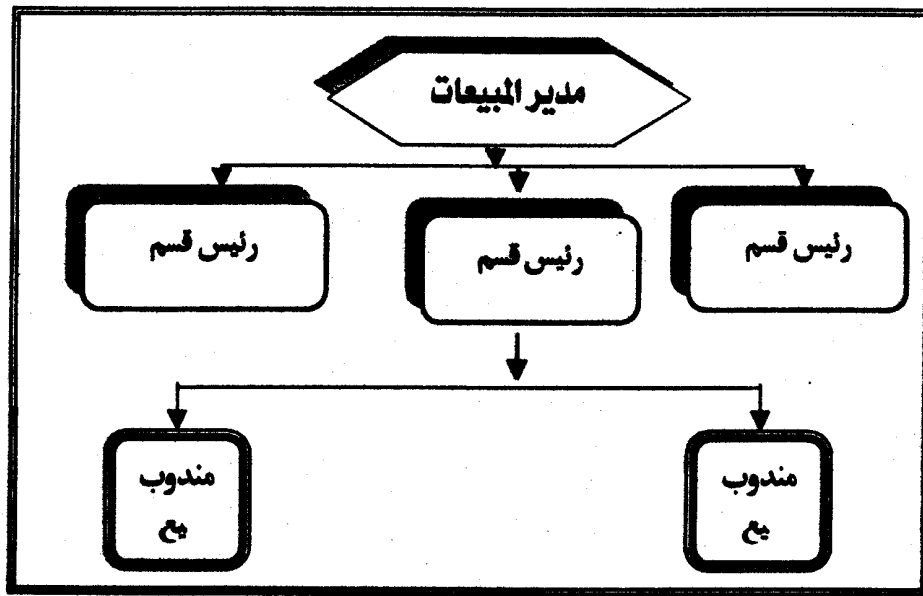 مدير المبيعات
رئيس قسم
رئيس قسم
رئيس قسم
مندوب
بيع
مندوب
بيع